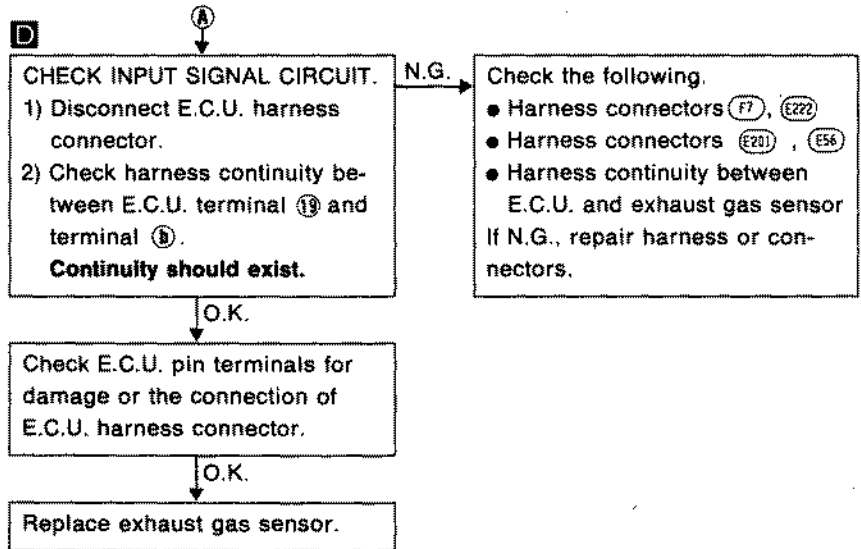 A
D
CHECK INPUT SIGNAL CIRCUIT.
1) Disconnect E.C.U. harness
connector.
2) Check harness continuity be-
tween E.C.U. terminal 19 and
terminal b.
Continuity should exist.
N.G.
Check the following.
● Harness connectors F7, E222
● Harness connectors E201, E56
● Harness continuity between
E.C.U. and exhaust gas sensor
If N.G., repair harness or con-
nectors.
O.K.
Check E.C.U. pin terminals for
damage or the connection of
E.C.U. harness connector.
O.K.
Replace exhaust gas sensor.